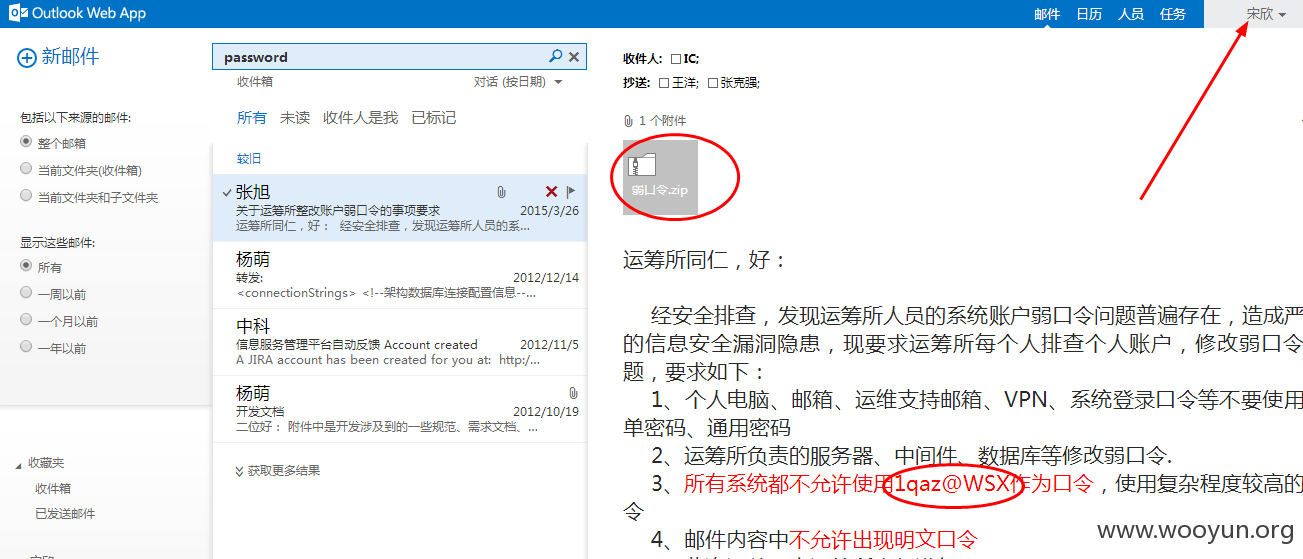 Outlook Web App
邮件 日历 人员 任务 宋欣
新邮件
包括以下来源的邮件:
整个邮箱
当前文件夹(收件箱)
当前文件夹和子文件夹
显示这些邮件:
所有
一周以前
一个月以前
一年以前
收藏夹
收件箱
已发送邮件
password
收件箱 对话 (按日期)
所有 未读 收件人是我 已标记
较旧
张旭
关于运筹所整改账户弱口令的事项要求 2015/3/26
运筹所同仁，好： 经安全排查，发现运筹所人员的系...
杨萌
转发: 2012/12/14
<connectionStrings> <!--架构数据库连接配置信息--...
中科
信息服务管理平台自动反馈 Account created 2012/11/5
A JIRA account has been created for you at: http:/...
杨萌
开发文档 2012/10/19
二位好： 附件中是开发涉及到的一些规范、需求文档、...
获取更多结果
收件人: IC;
抄送: 王洋; 张克强;
1 个附件
弱口令.zip
运筹所同仁，好：
经安全排查，发现运筹所人员的系统账户弱口令问题普遍存在，造成严
的信息安全漏洞隐患，现要求运筹所每个人排查个人账户，修改弱口令
题，要求如下：
1、个人电脑、邮箱、运维支持邮箱、VPN、系统登录口令等不要使用
单密码、通用密码
2、运筹所负责的服务器、中间件、数据库等修改弱口令.
3、所有系统都不允许使用1qaz@WSX作为口令，使用复杂程度较高的
令
4、邮件内容中不允许出现明文口令
www.wooyun.org